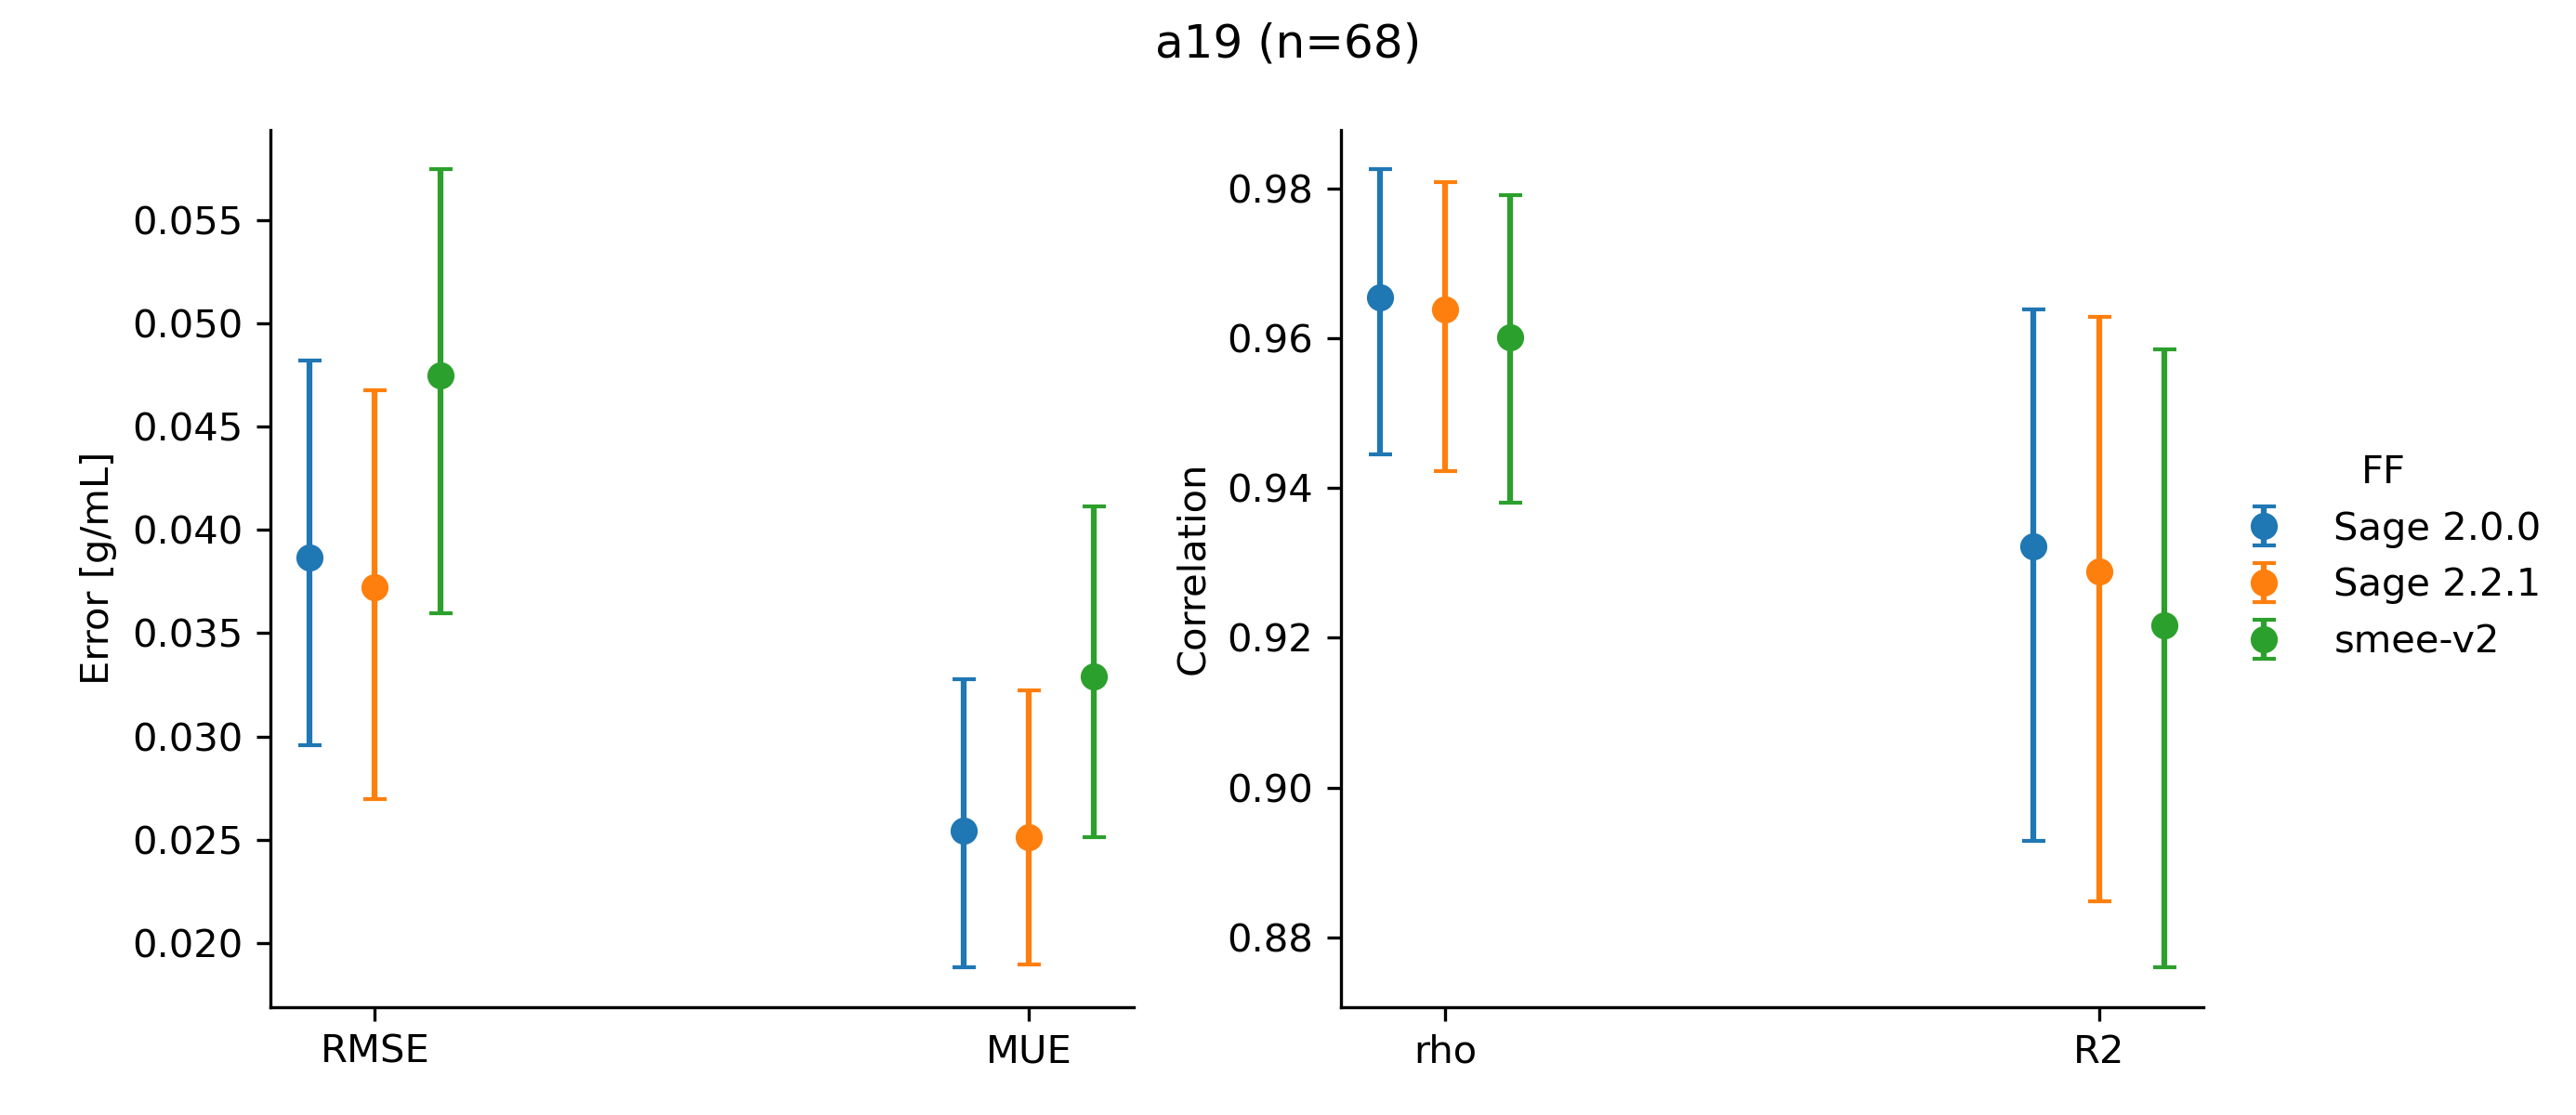 a19 (n=68)
Error [g/mL]
0.055
0.050
0.045
0.040
0.035
0.030
0.025
0.020
RMSE
MUE
Correlation
0.98
0.96
0.94
0.92
0.90
0.88
rho
R2
FF
Sage 2.0.0
Sage 2.2.1
smee-v2